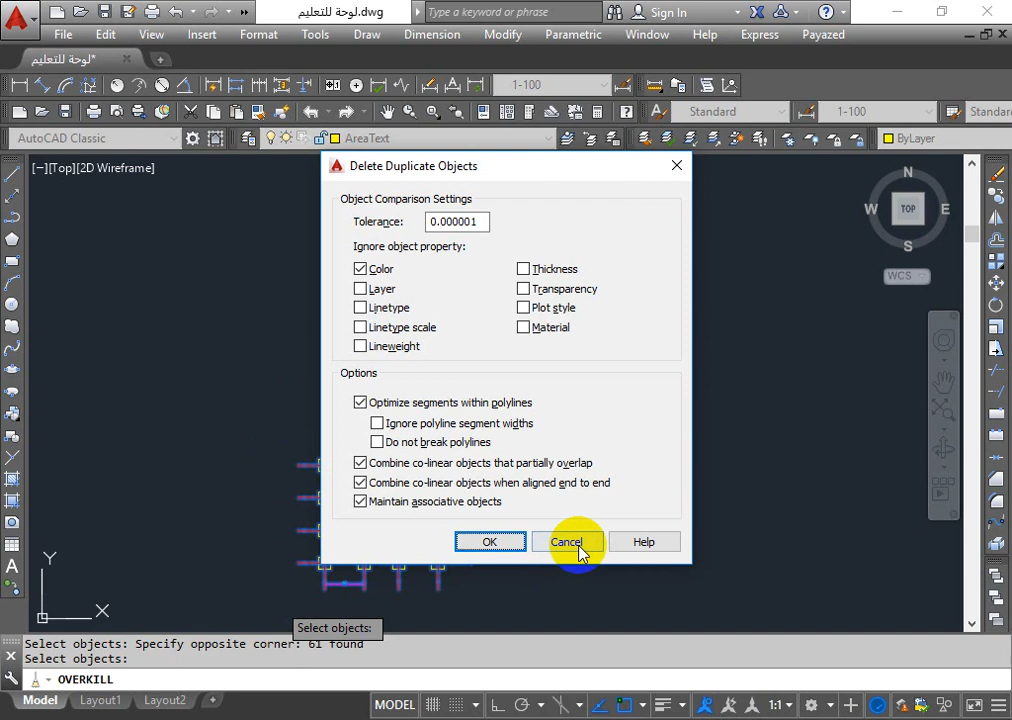 لوحة للتعليم.dwg
Type a keyword or phrase
Sign In
File Edit View Insert Format Tools Draw Dimension Modify Parametric Window Help Express Payazed
لوحة للتعليم*
1-100
Standard 1-100 Standard
AutoCAD Classic AreaText ByLayer
[−][Top][2D Wireframe]
Delete Duplicate Objects
Object Comparison Settings
Tolerance: 0.000001
Ignore object property:
Color Thickness
Layer Transparency
Linetype Plot style
Linetype scale Material
Lineweight
Options
Optimize segments within polylines
Ignore polyline segment widths
Do not break polylines
Combine co-linear objects that partially overlap
Combine co-linear objects when aligned end to end
Maintain associative objects
OK Cancel Help
N
W TOP E
S
WCS
Y
X
Select objects:
Select objects: Specify opposite corner: 61 found
Select objects:
OVERKILL
Model Layout1 Layout2 +
MODEL 1:1